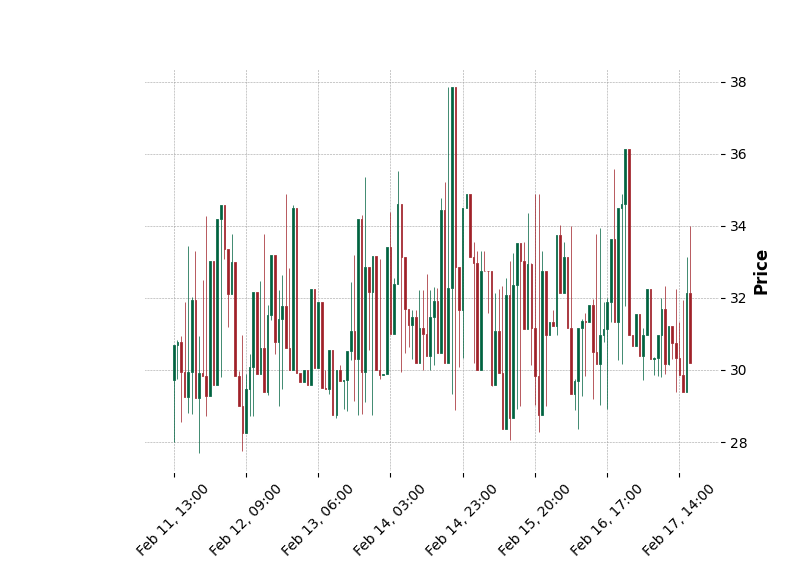 38
36
34
32
30
28
Price
Feb 11, 13:00
Feb 12, 09:00
Feb 13, 06:00
Feb 14, 03:00
Feb 14, 23:00
Feb 15, 20:00
Feb 16, 17:00
Feb 17, 14:00